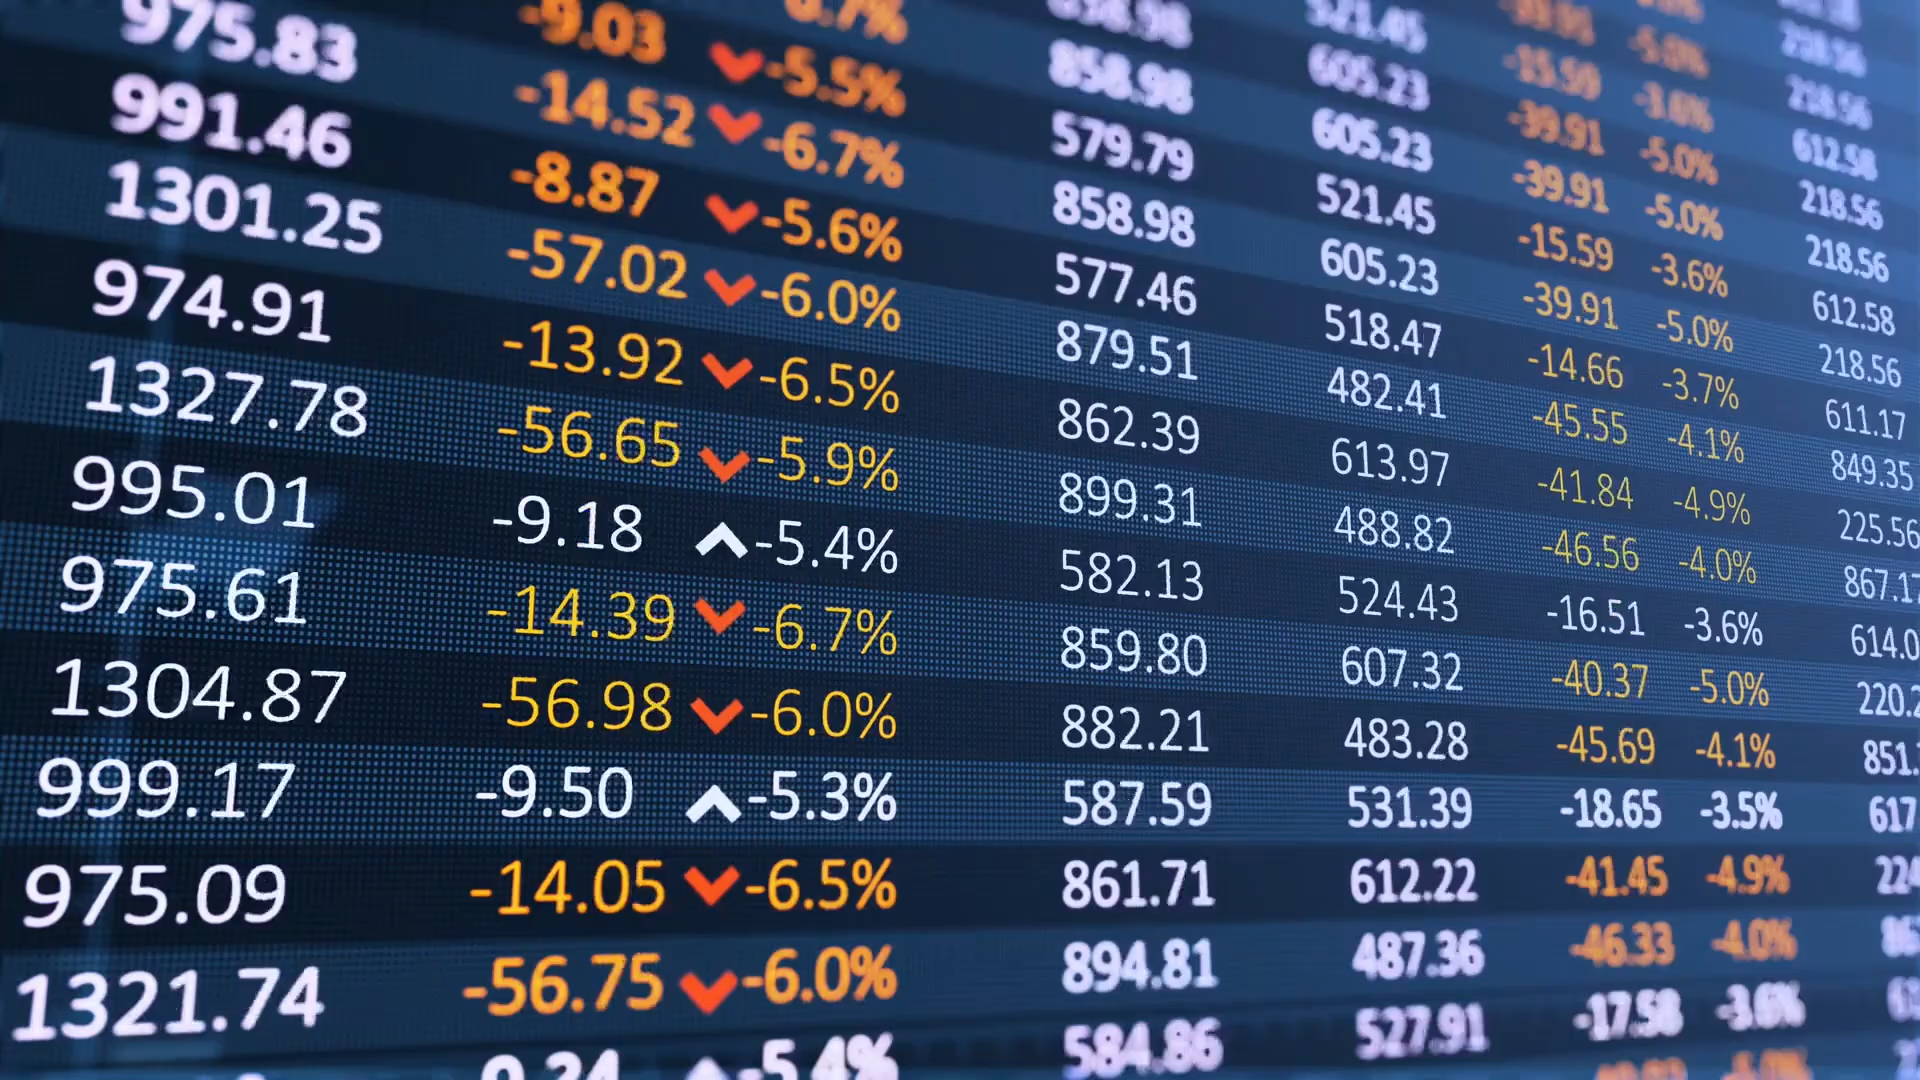 521.45 -15.59 -3.6% 612.58
858.98 605.23 -39.91 -5.0% 218.56
858.98 605.23 -39.91 -5.0% 218.56
-9.03 -5.5% 579.79 521.45 -15.59 -3.6% 612.58
975.83 -14.52 -6.7% 858.98 605.23 -39.91 -5.0% 218.56
991.46 -8.87 -5.6% 577.46 518.47 -14.66 -3.7% 611.17
1301.25 -57.02 -6.0% 879.51 482.41 -45.55 -4.1% 849.35
974.91 -13.92 -6.5% 862.39 613.97 -41.84 -4.9% 225.56
1327.78 -56.65 -5.9% 899.31 488.82 -46.56 -4.0% 867.17
995.01 -9.18 -5.4% 582.13 524.43 -16.51 -3.6% 614.0
975.61 -14.39 -6.7% 859.80 607.32 -40.37 -5.0% 220.2
1304.87 -56.98 -6.0% 882.21 483.28 -45.69 -4.1% 851.
999.17 -9.50 -5.3% 587.59 531.39 -18.65 -3.5% 617
975.09 -14.05 -6.5% 861.71 612.22 -41.45 -4.9% 224
1321.74 -56.75 -6.0% 894.81 487.36 -46.33 -4.0%
-5.4% 584.86 527.91 -17.58 -3.6%